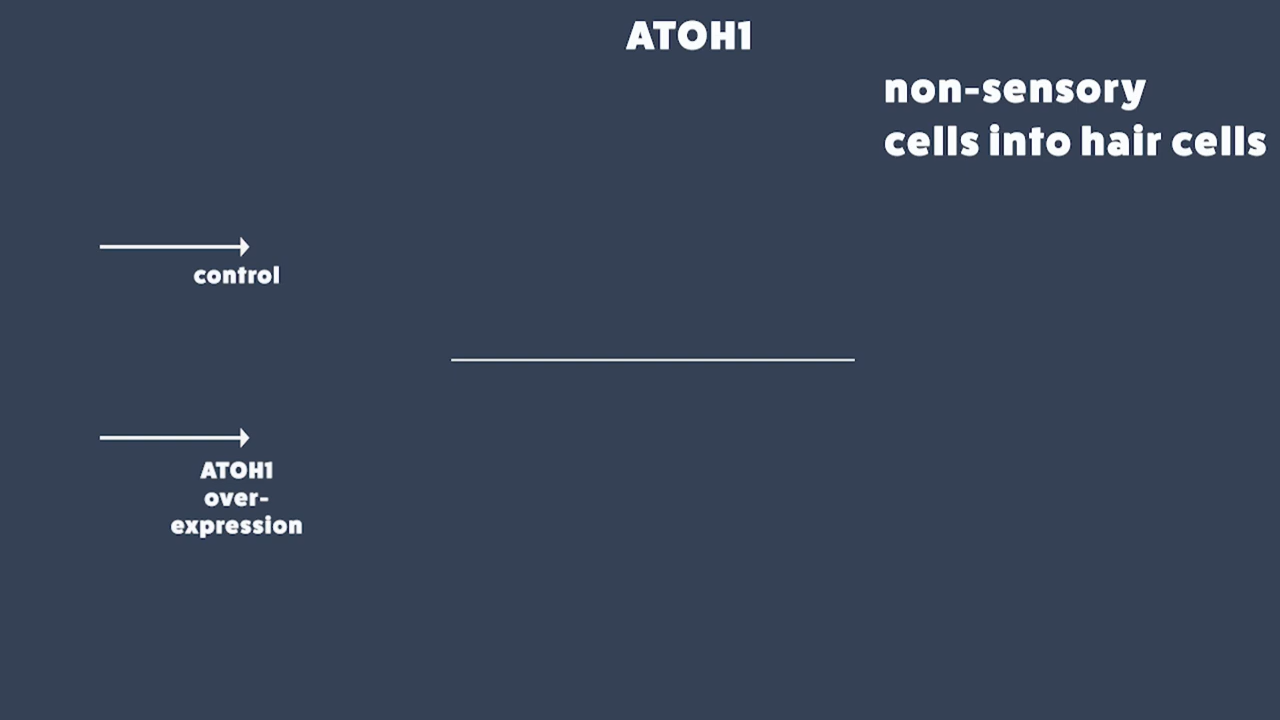 ATOH1
non-sensory
cells into hair cells
control
ATOH1
over-
expression